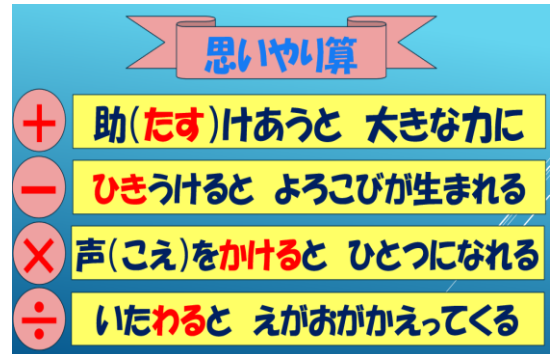 思いやり算
+ 助(たす)けあうと 大きな力に
− ひきうけると よろこびが生まれる
× 声(こえ)をかけると ひとつになれる
÷ いたわると えがおがかえってくる